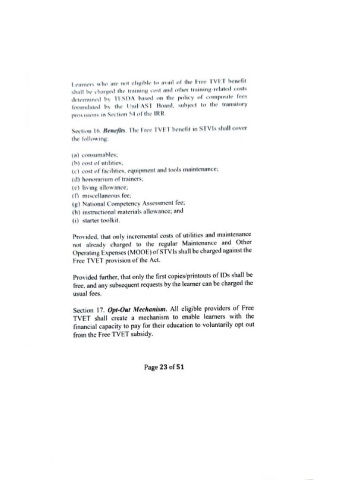 Learners who are not eligible to avail of the Free TVET benefit
shall be charged the training cost and other training-related costs
determined by TESDA based on the policy of composite fees
formulated by the UniFAST Board, subject to the transitory
provisions in Section 54 of the IRR.
Section 16. Benefits. The Free TVET benefit in STVIs shall cover
the following:
(a) consumables;
(b) cost of utilities;
(c) cost of facilities, equipment and tools maintenance;
(d) honorarium of trainers;
(e) living allowance;
(f) miscellaneous fee;
(g) National Competency Assessment fee;
(h) instructional materials allowance; and
(i) starter toolkit.
Provided, that only incremental costs of utilities and maintenance
not already charged to the regular Maintenance and Other
Operating Expenses (MOOE) of STVIs shall be charged against the
Free TVET provision of the Act.
Provided further, that only the first copies/printouts of IDs shall be
free, and any subsequent requests by the learner can be charged the
usual fees.
Section 17. Opt-Out Mechanism. All eligible providers of Free
TVET shall create a mechanism to enable learners with the
financial capacity to pay for their education to voluntarily opt out
from the Free TVET subsidy.
Page 23 of 51